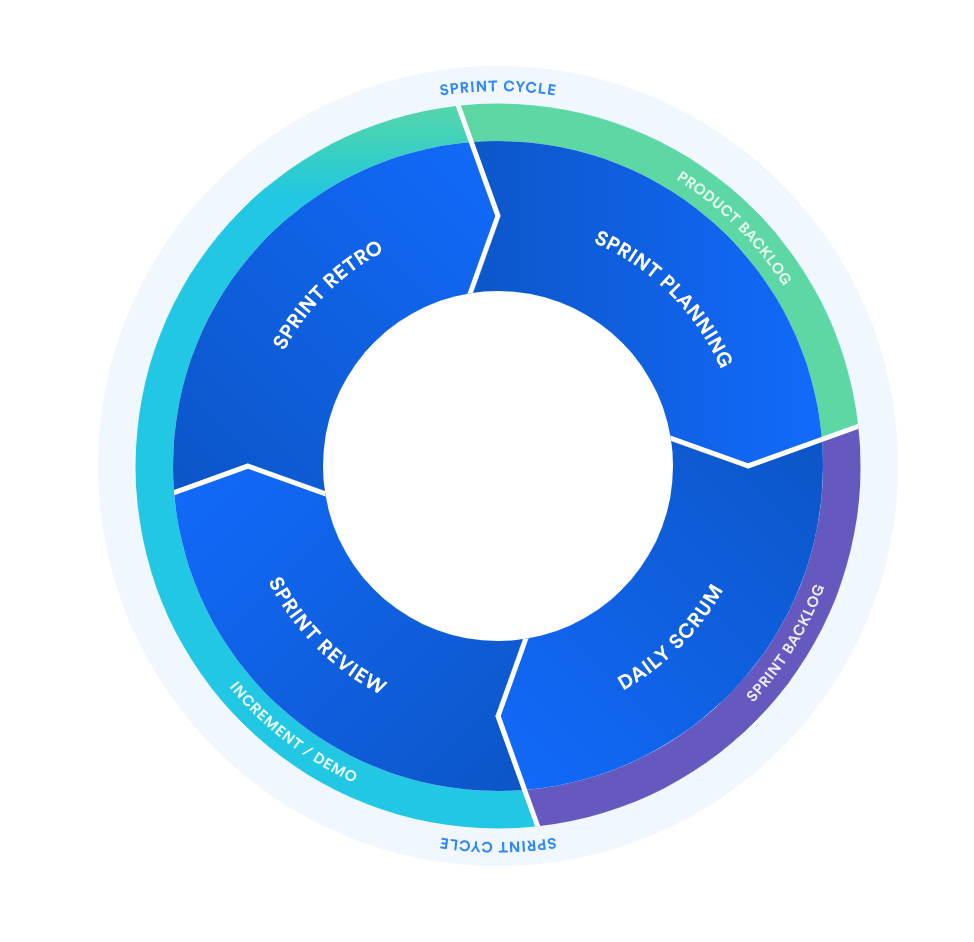 SPRINT CYCLE
PRODUCT BACKLOG
SPRINT PLANNING
SPRINT BACKLOG
DAILY SCRUM
SPRINT REVIEW
INCREMENT / DEMO
SPRINT RETRO
SPRINT CYCLE